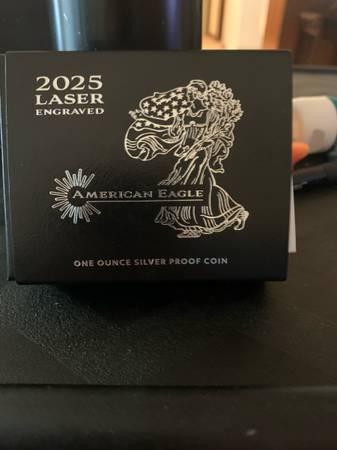 2025
LASER
ENGRAVED
AMERICAN EAGLE
ONE OUNCE SILVER PROOF COIN